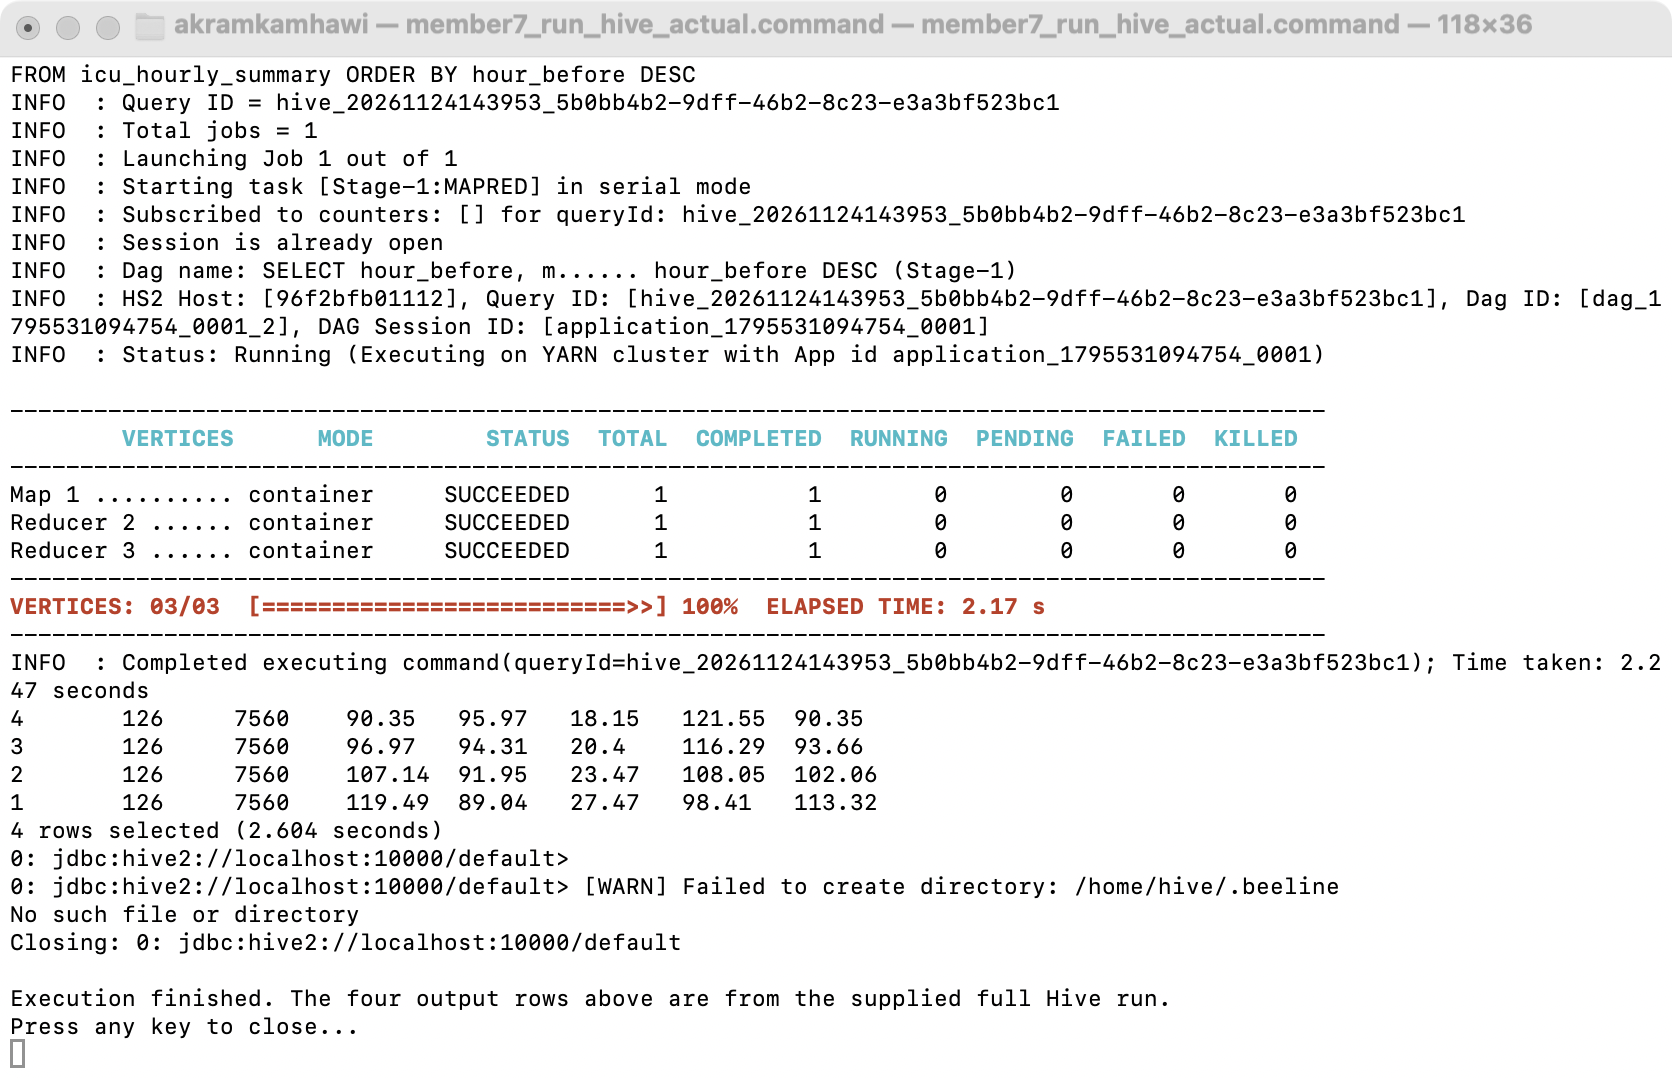 akramkamhawi — member7_run_hive_actual.command — member7_run_hive_actual.command — 118×36
FROM icu_hourly_summary ORDER BY hour_before DESC
INFO  : Query ID = hive_20261124143953_5b0bb4b2-9dff-46b2-8c23-e3a3bf523bc1
INFO  : Total jobs = 1
INFO  : Launching Job 1 out of 1
INFO  : Starting task [Stage-1:MAPRED] in serial mode
INFO  : Subscribed to counters: [] for queryId: hive_20261124143953_5b0bb4b2-9dff-46b2-8c23-e3a3bf523bc1
INFO  : Session is already open
INFO  : Dag name: SELECT hour_before, m...... hour_before DESC (Stage-1)
INFO  : HS2 Host: [96f2bfb01112], Query ID: [hive_20261124143953_5b0bb4b2-9dff-46b2-8c23-e3a3bf523bc1], Dag ID: [dag_1
795531094754_0001_2], DAG Session ID: [application_1795531094754_0001]
INFO  : Status: Running (Executing on YARN cluster with App id application_1795531094754_0001)

----------------------------------------------------------------------------------------------
        VERTICES      MODE        STATUS  TOTAL  COMPLETED  RUNNING  PENDING  FAILED  KILLED
----------------------------------------------------------------------------------------------
Map 1 .......... container     SUCCEEDED      1          1        0        0       0       0
Reducer 2 ...... container     SUCCEEDED      1          1        0        0       0       0
Reducer 3 ...... container     SUCCEEDED      1          1        0        0       0       0
----------------------------------------------------------------------------------------------
VERTICES: 03/03  [==========================>>] 100%  ELAPSED TIME: 2.17 s
----------------------------------------------------------------------------------------------
INFO  : Completed executing command(queryId=hive_20261124143953_5b0bb4b2-9dff-46b2-8c23-e3a3bf523bc1); Time taken: 2.2
47 seconds
4       126     7560    90.35   95.97   18.15   121.55  90.35
3       126     7560    96.97   94.31   20.4    116.29  93.66
2       126     7560    107.14  91.95   23.47   108.05  102.06
1       126     7560    119.49  89.04   27.47   98.41   113.32
4 rows selected (2.604 seconds)
0: jdbc:hive2://localhost:10000/default>
0: jdbc:hive2://localhost:10000/default> [WARN] Failed to create directory: /home/hive/.beeline
No such file or directory
Closing: 0: jdbc:hive2://localhost:10000/default

Execution finished. The four output rows above are from the supplied full Hive run.
Press any key to close...